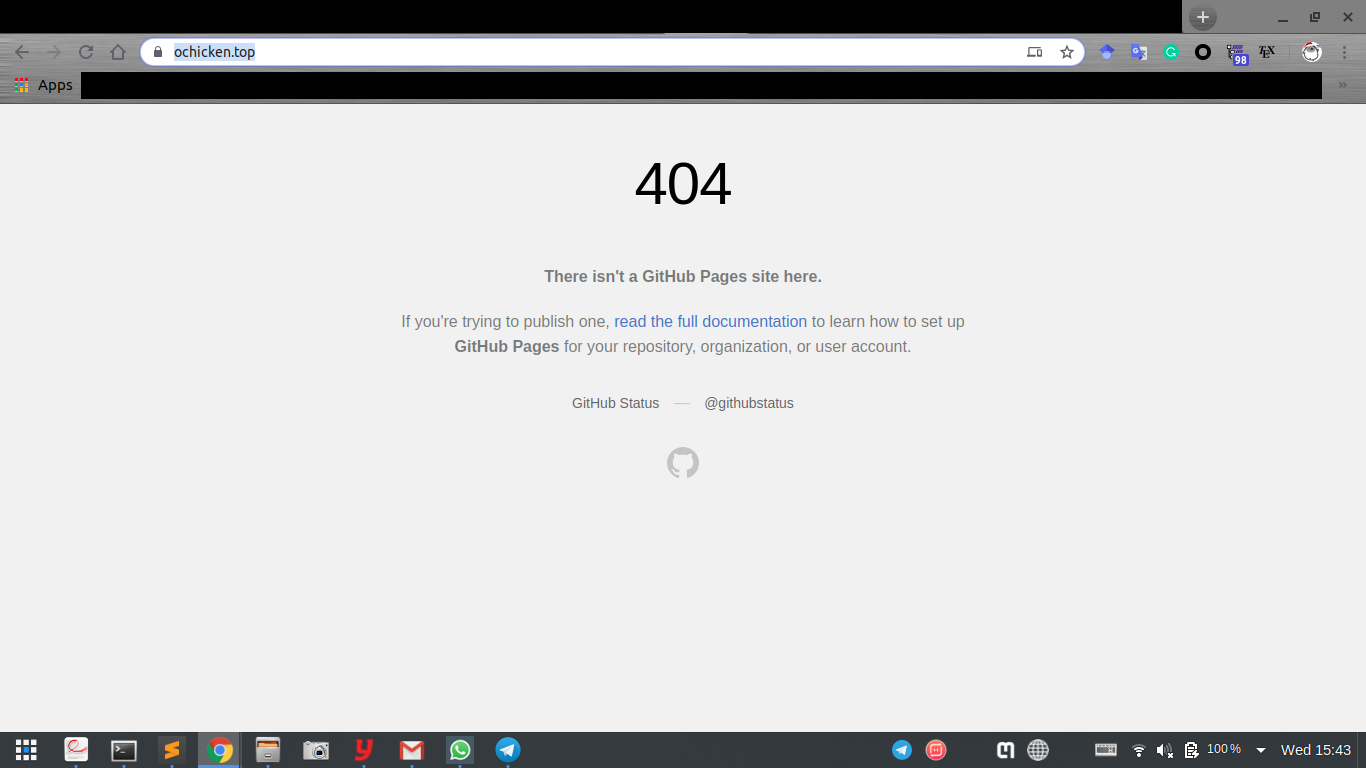 ochicken.top
98
TEX
Apps
»
404
There isn't a GitHub Pages site here.
If you're trying to publish one, read the full documentation to learn how to set up
GitHub Pages for your repository, organization, or user account.
GitHub Status — @githubstatus
100 %
Wed 15:43